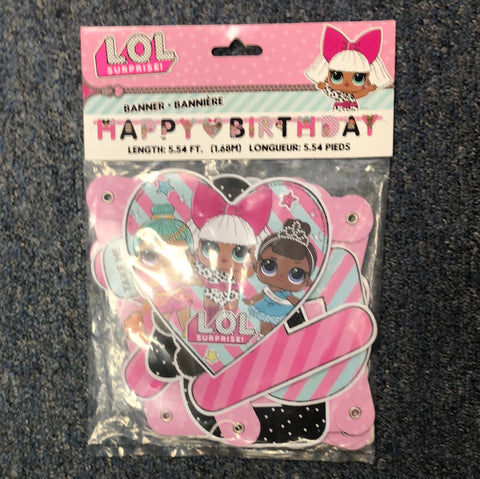 L.O.L.
SURPRISE!
BANNER • BANNIÈRE
HAPPY BIRTHDAY
LENGTH: 5.54 FT. (1.68M) LONGUEUR: 5.54 PIEDS
L.O.L.
SURPRISE!